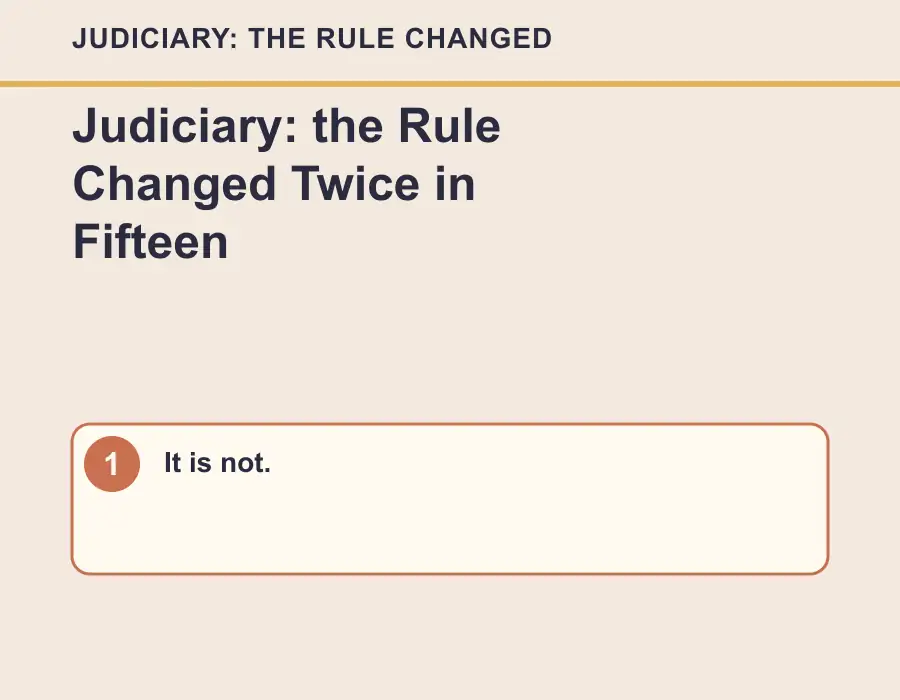 JUDICIARY: THE RULE CHANGED
Judiciary: the Rule
Changed Twice in
Fifteen
1 It is not.